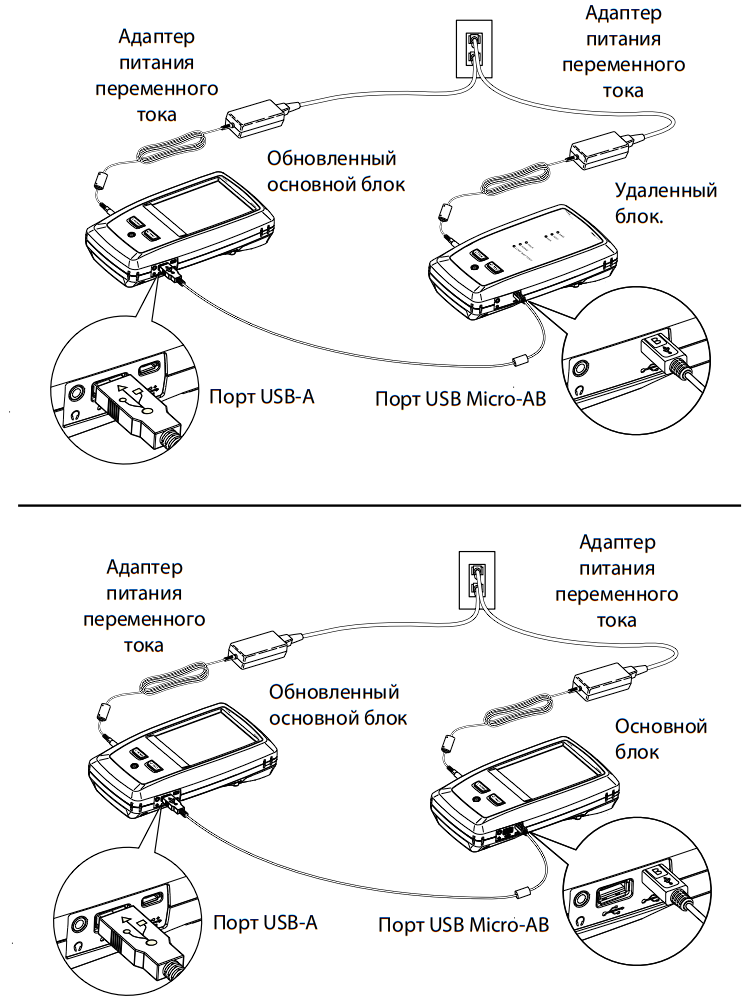 Адаптер
питания
переменного
тока
Адаптер
питания
переменного
тока
Обновленный
основной блок
Удаленный
блок.
Порт USB-A
Порт USB Micro-AB
Адаптер
питания
переменного
тока
Адаптер
питания
переменного
тока
Обновленный
основной блок
Основной
блок
Порт USB-A
Порт USB Micro-AB